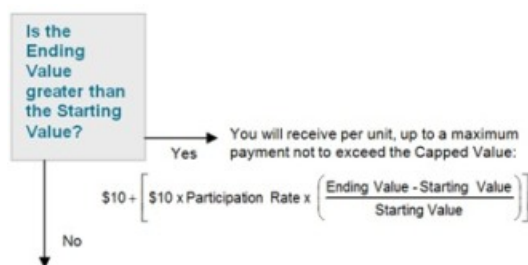 Is the
Ending
Value
greater than
the Starting
Value?
Yes
You will receive per unit, up to a maximum
payment not to exceed the Capped Value:
$10 + [ $10 x Participation Rate x ( Ending Value - Starting Value
Starting Value ) ]
No